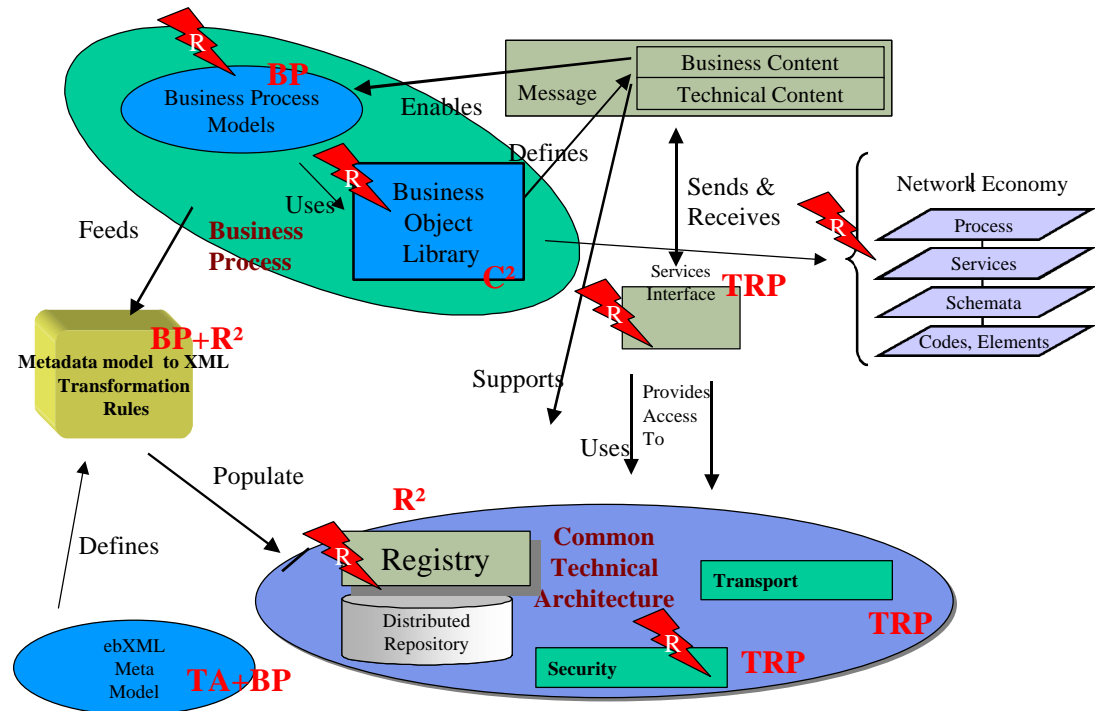 R
BP
Business Process
Models
Enables
Message
Business Content
Technical Content
R
Uses
Business
Object
Library
C²
Defines
Business
Process
Feeds
Sends &
Receives
R
Network Economy
Process
Services
Schemata
Codes, Elements
Services
Interface
TRP
R
BP+R²
Metadata model to XML
Transformation
Rules
Supports
Provides
Access
To
Uses
Populate
Defines
R²
R
Registry
Distributed
Repository
Common
Technical
Architecture
Transport
TRP
R
Security
TRP
ebXML
Meta
Model
TA+BP